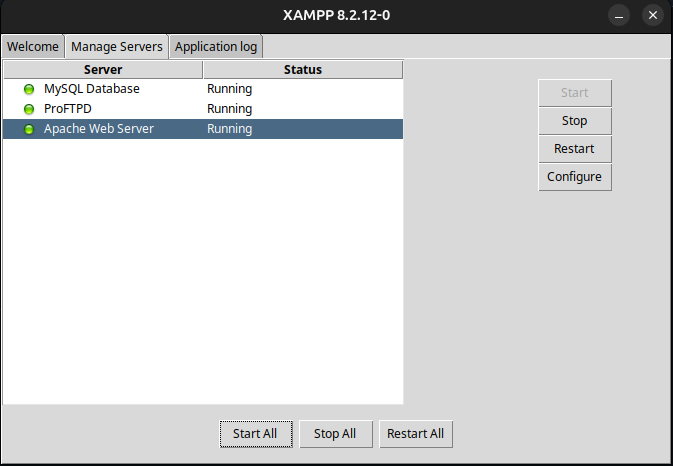 XAMPP 8.2.12-0
Welcome Manage Servers Application log
Server Status
MySQL Database Running
ProFTPD Running
Apache Web Server Running
Start
Stop
Restart
Configure
Start All Stop All Restart All